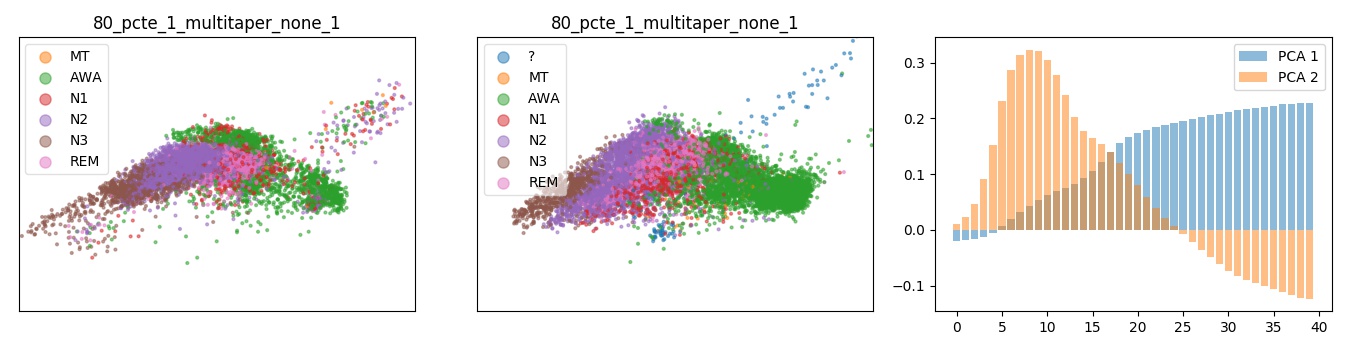 80_pcte_1_multitaper_none_1
MT
AWA
N1
N2
N3
REM
80_pcte_1_multitaper_none_1
?
MT
AWA
N1
N2
N3
REM
PCA 1
PCA 2
0.3
0.2
0.1
0.0
−0.1
0 5 10 15 20 25 30 35 40